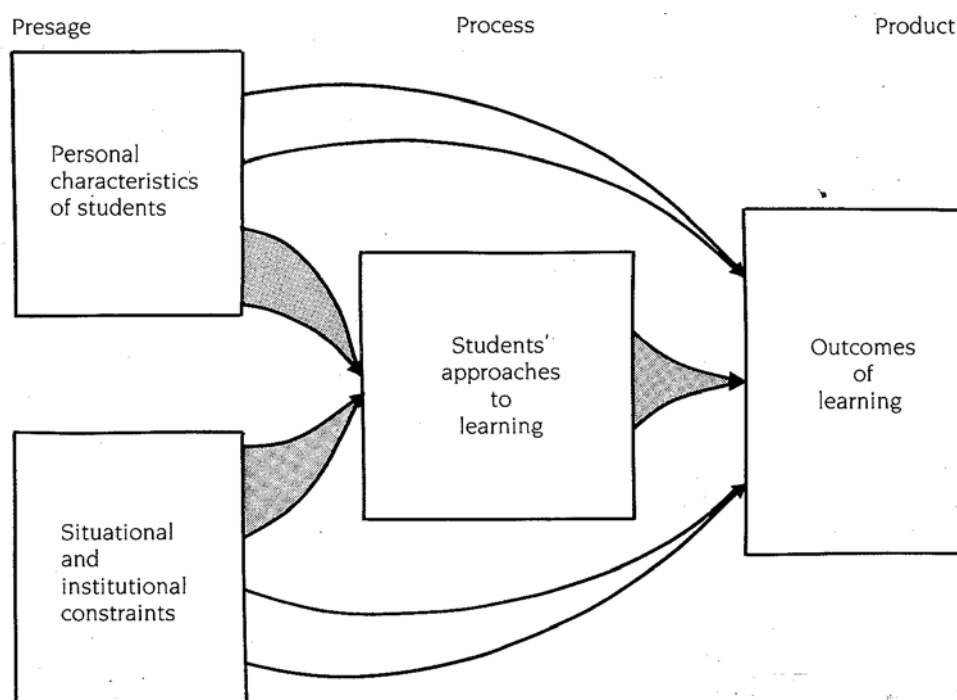 Presage
Process
Product
Personal
characteristics
of students
Students'
approaches
to
learning
Outcomes
of
learning
Situational
and
institutional
constraints